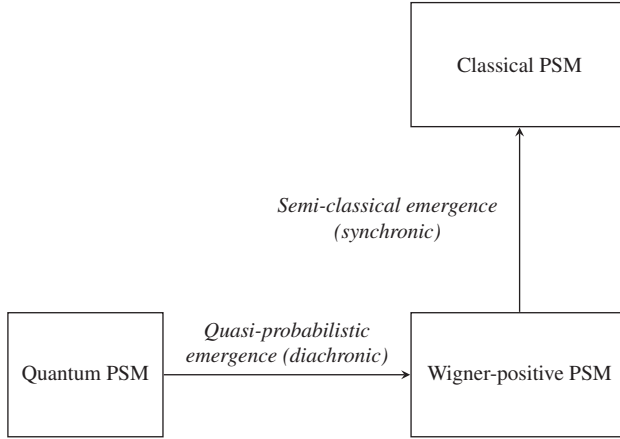 Classical PSM
Semi-classical emergence
(synchronic)
Quasi-probabilistic
emergence (diachronic)
Quantum PSM
Wigner-positive PSM